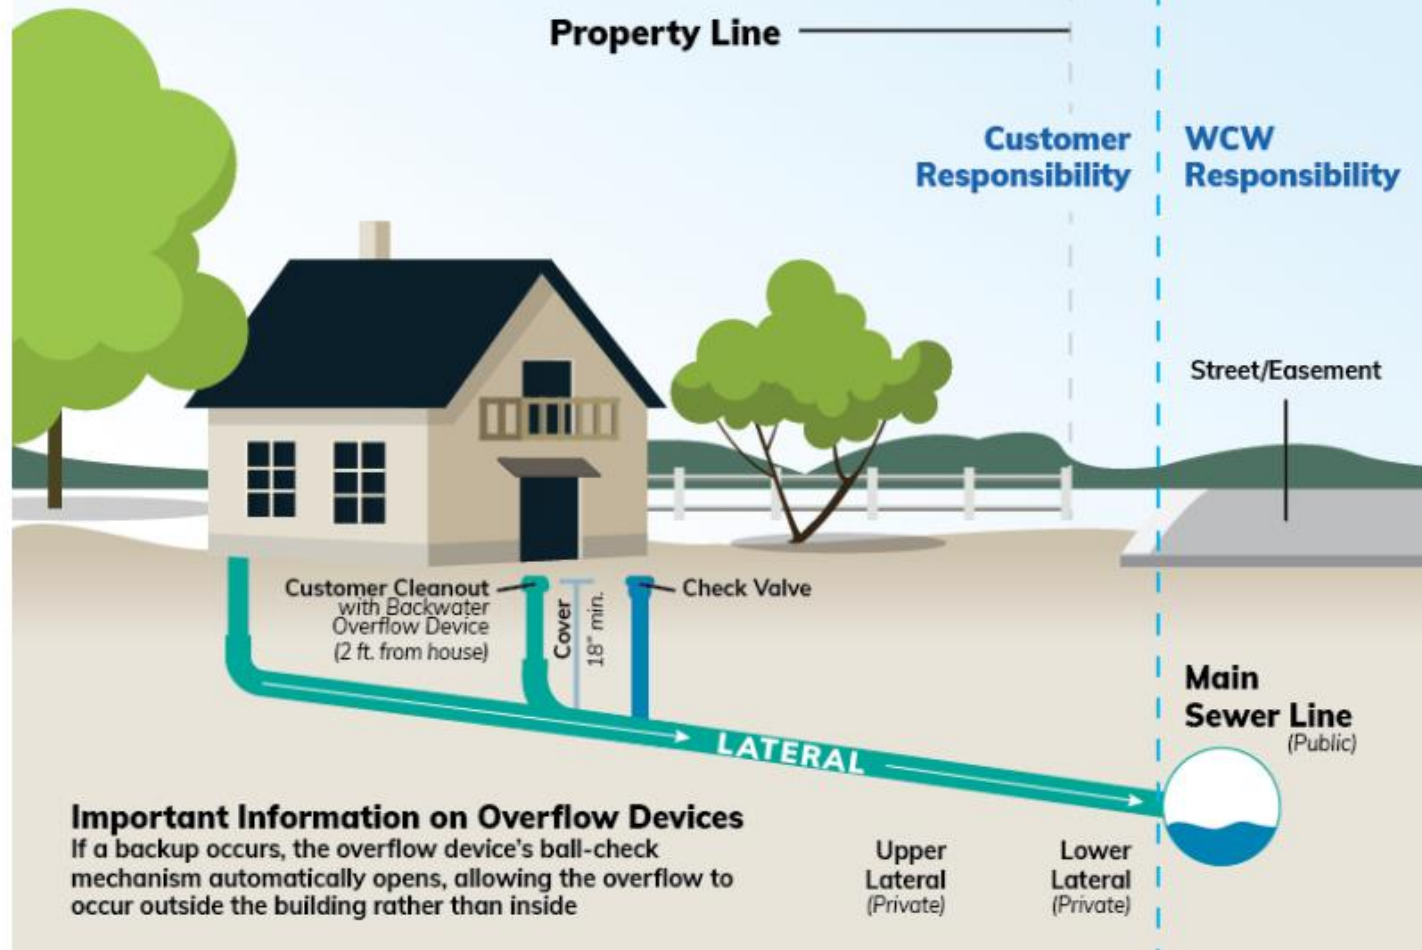 Property Line
Customer
Responsibility
WCW
Responsibility
Street/Easement
Customer Cleanout
with Backwater
Overflow Device
(2 ft. from house)
Cover
18" min.
Check Valve
Main
Sewer Line
(Public)
LATERAL
Important Information on Overflow Devices
If a backup occurs, the overflow device's ball-check
mechanism automatically opens, allowing the overflow to
occur outside the building rather than inside
Upper
Lateral
(Private)
Lower
Lateral
(Private)